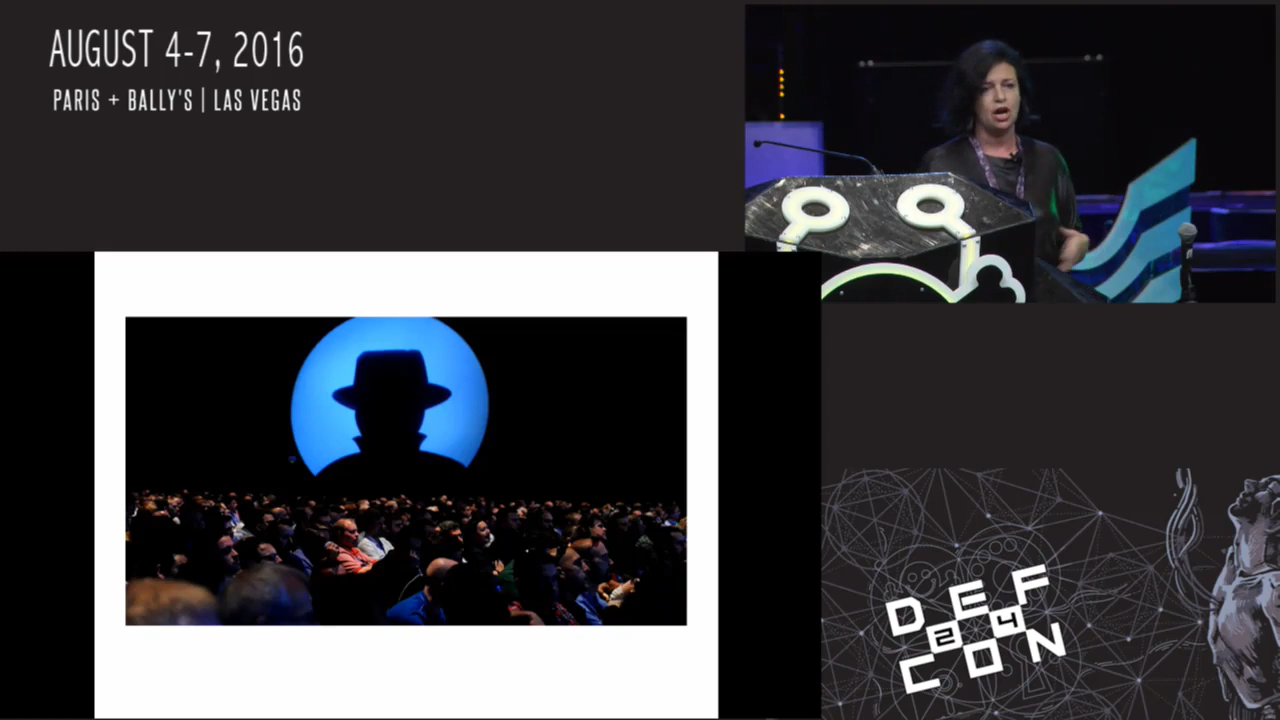 AUGUST 4-7, 2016
PARIS + BALLY'S | LAS VEGAS
DEF
24
CON